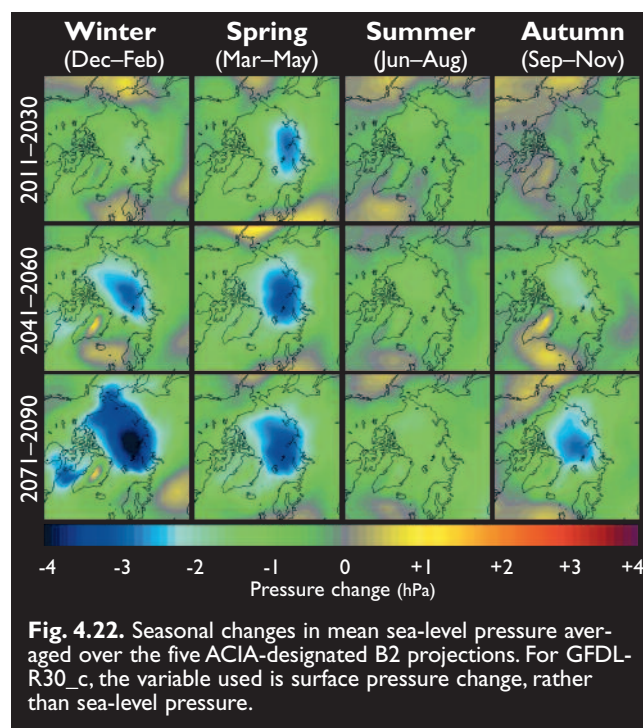 Winter Spring Summer Autumn
(Dec–Feb) (Mar–May) (Jun–Aug) (Sep–Nov)
2011–2030
2041–2060
2071–2090
-4 -3 -2 -1 0 +1 +2 +3 +4
Pressure change (hPa)
Fig. 4.22. Seasonal changes in mean sea-level pressure aver-
aged over the five ACIA-designated B2 projections. For GFDL-
R30_c, the variable used is surface pressure change, rather
than sea-level pressure.